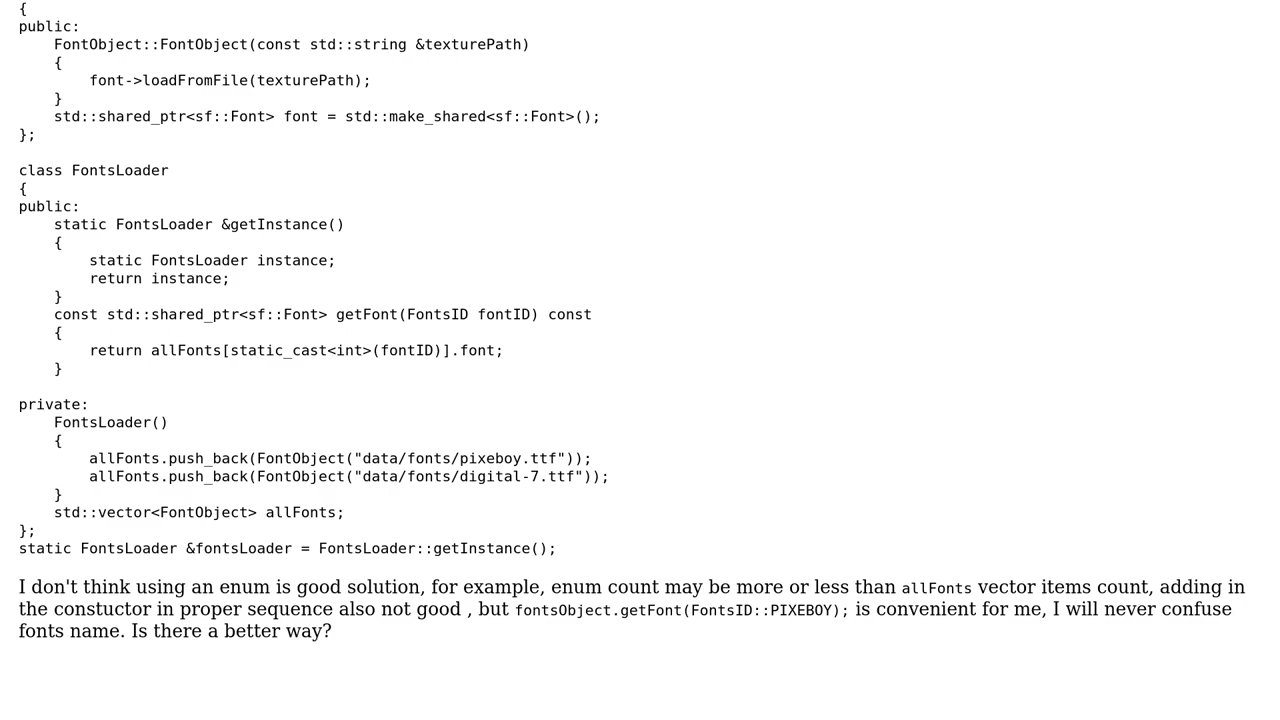 {
public:
    FontObject::FontObject(const std::string &texturePath)
    {
        font->loadFromFile(texturePath);
    }
    std::shared_ptr<sf::Font> font = std::make_shared<sf::Font>();
};

class FontsLoader
{
public:
    static FontsLoader &getInstance()
    {
        static FontsLoader instance;
        return instance;
    }
    const std::shared_ptr<sf::Font> getFont(FontsID fontID) const
    {
        return allFonts[static_cast<int>(fontID)].font;
    }

private:
    FontsLoader()
    {
        allFonts.push_back(FontObject("data/fonts/pixeboy.ttf"));
        allFonts.push_back(FontObject("data/fonts/digital-7.ttf"));
    }
    std::vector<FontObject> allFonts;
};
static FontsLoader &fontsLoader = FontsLoader::getInstance();
I don't think using an enum is good solution, for example, enum count may be more or less than allFonts vector items count, adding in
the constuctor in proper sequence also not good , but fontsObject.getFont(FontsID::PIXEBOY); is convenient for me, I will never confuse
fonts name. Is there a better way?